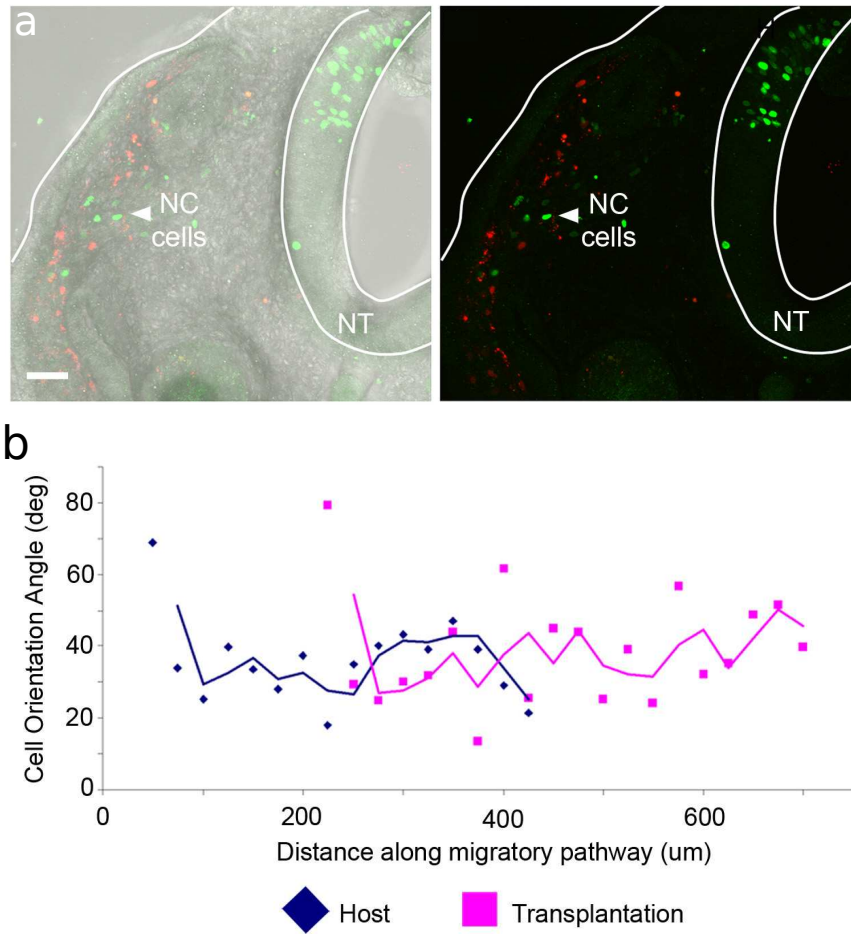 a
NC
cells
NT
NC
cells
NT
b
Cell Orientation Angle (deg)
80
60
40
20
0
0
200
400
600
Distance along migratory pathway (um)
Host
Transplantation